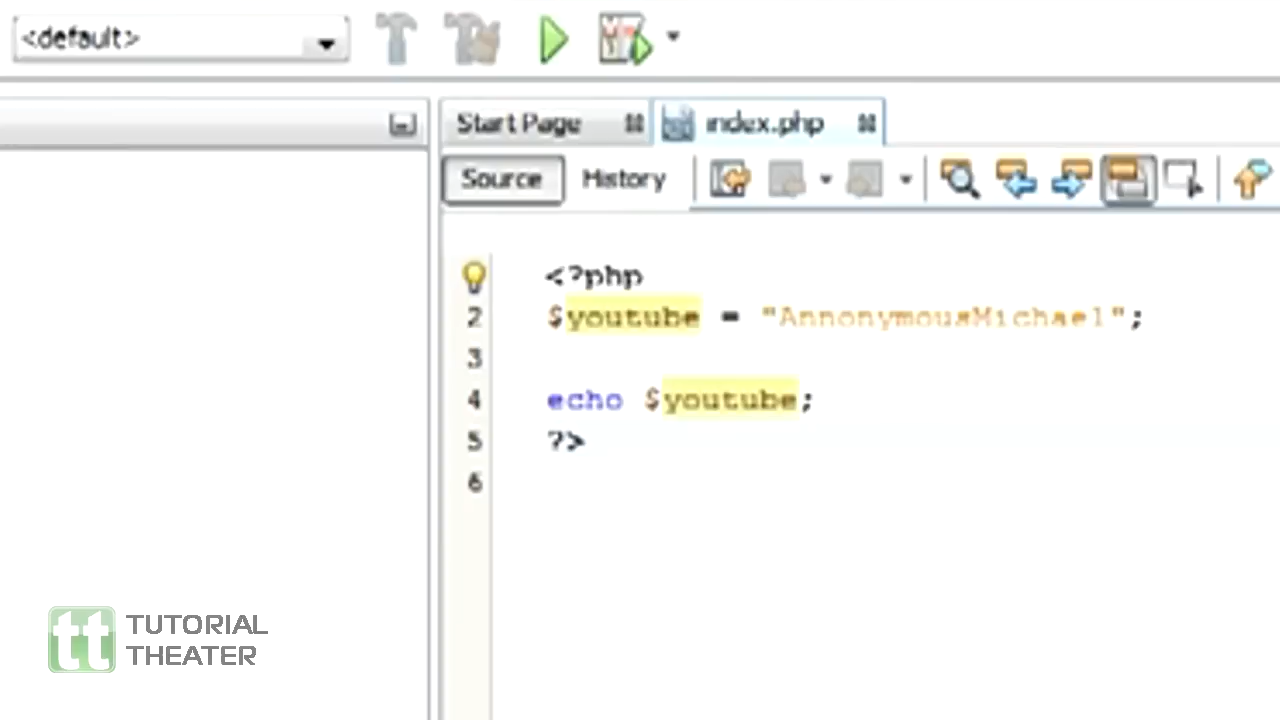 <default>
Start Page
index.php
Source
History
<?php
2 $youtube = "AnnonymousMichael";
3
4 echo $youtube;
5 ?>
6
tt TUTORIAL
THEATER